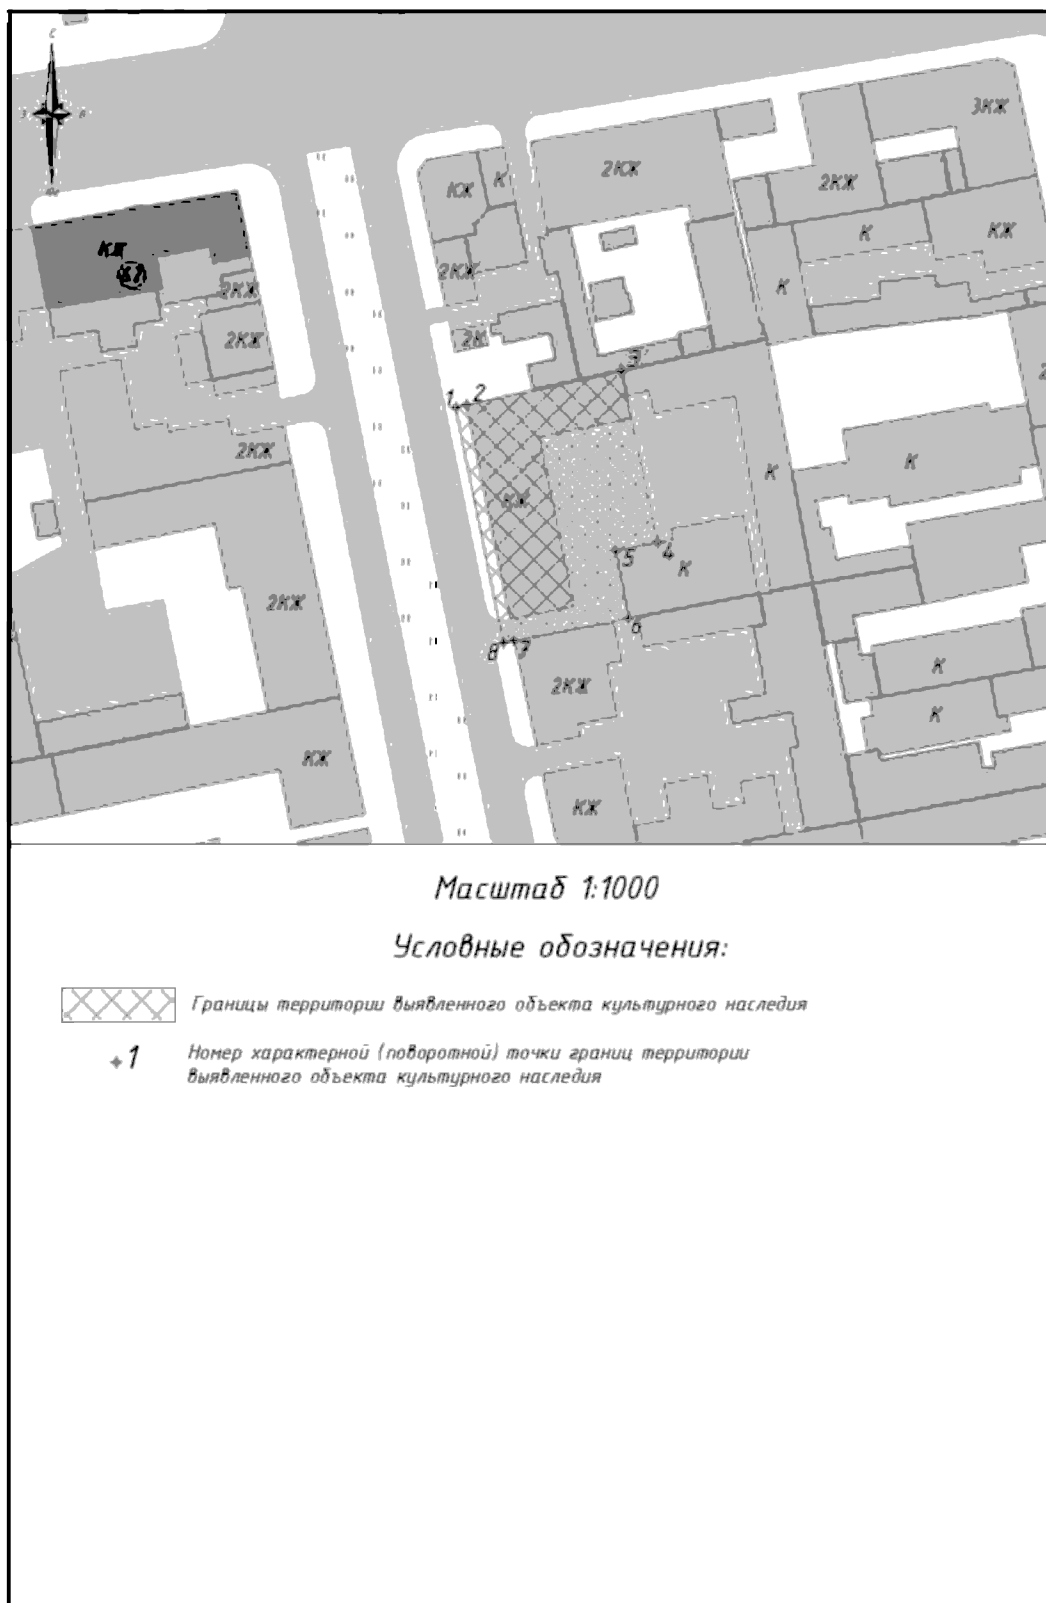 С
3КЖ
2КЖ
КЖ
К
2КЖ
К
КЖ
КЖ
2КЖ
К
2КЖ
2КЖ
2К
3
1
2
2КЖ
К
К
КЖ
5
4
К
2КЖ
6
8
7
К
2КЖ
К
КЖ
КЖ
Масштаб 1:1000
Условные обозначения:
Границы территории выявленного объекта культурного наследия
1
Номер характерной (поворотной) точки границ территории
выявленного объекта культурного наследия